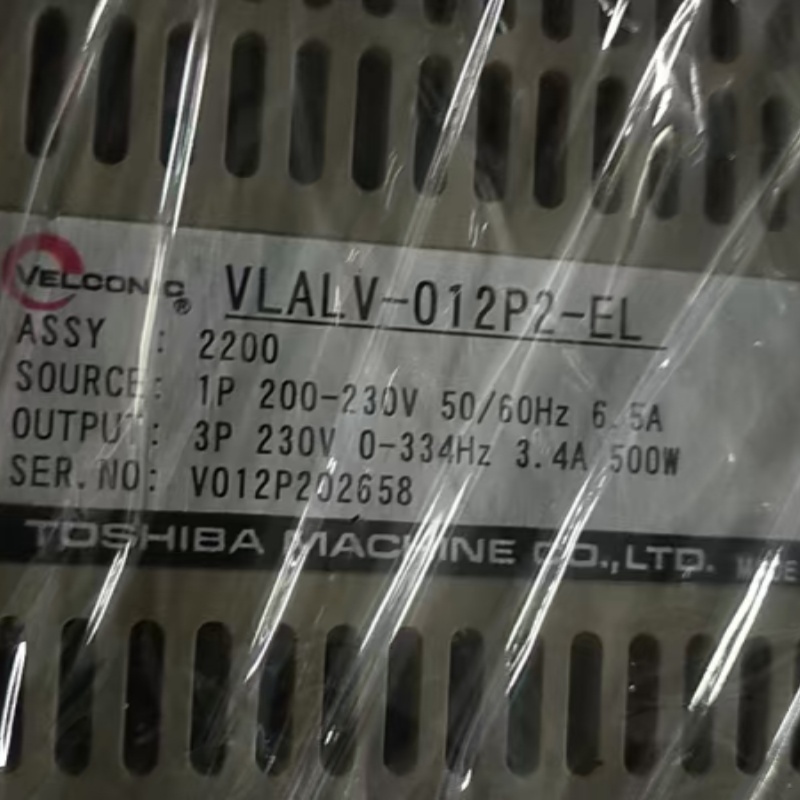 VELCONIC® VLALV-012P2-EL
ASSY : 2200
SOURCE: 1P 200-230V 50/60Hz 6.5A
OUTPUT: 3P 230V 0-334Hz 3.4A 500W
SER.NO: V012P202658
TOSHIBA MACHINE CO.,LTD. MADE